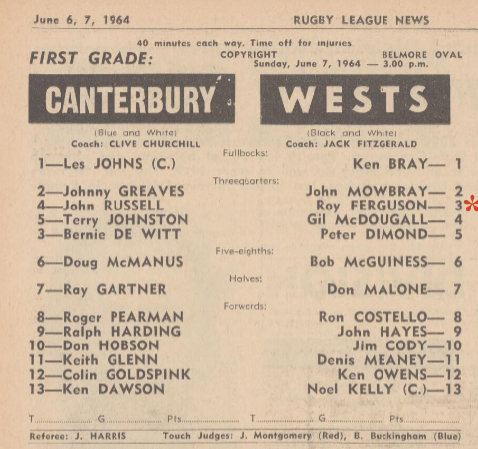 June 6, 7, 1964 RUGBY LEAGUE NEWS
40 minutes each way. Time off for injuries
FIRST GRADE: COPYRIGHT BELMORE OVAL
Sunday, June 7, 1964 — 3.00 p.m.
CANTERBURY WESTS
(Blue and White) (Black and White)
Coach: CLIVE CHURCHILL Coach: JACK FITZGERALD
Fullbacks:
1—Les JOHNS (C.) Ken BRAY— 1
Threequarters:
2—Johnny GREAVES John MOWBRAY— 2
4—John RUSSELL Roy FERGUSON— 3*
5—Terry JOHNSTON Gil McDOUGALL— 4
3—Bernie DE WITT Peter DIMOND— 5
Five-eighths:
6—Doug McMANUS Bob McGUINESS— 6
Halves:
7—Ray GARTNER Don MALONE— 7
Forwards:
8—Roger PEARMAN Ron COSTELLO— 8
9—Ralph HARDING John HAYES— 9
10—Don HOBSON Jim CODY—10
11—Keith GLENN Denis MEANEY—11
12—Colin GOLDSPINK Ken OWENS—12
13—Ken DAWSON Noel KELLY (C.)—13
T.................. G.................. Pts.................. T.................. G.................. Pts..................
Referee: J. HARRIS Touch Judges: J. Montgomery (Red), B. Buckingham (Blue)